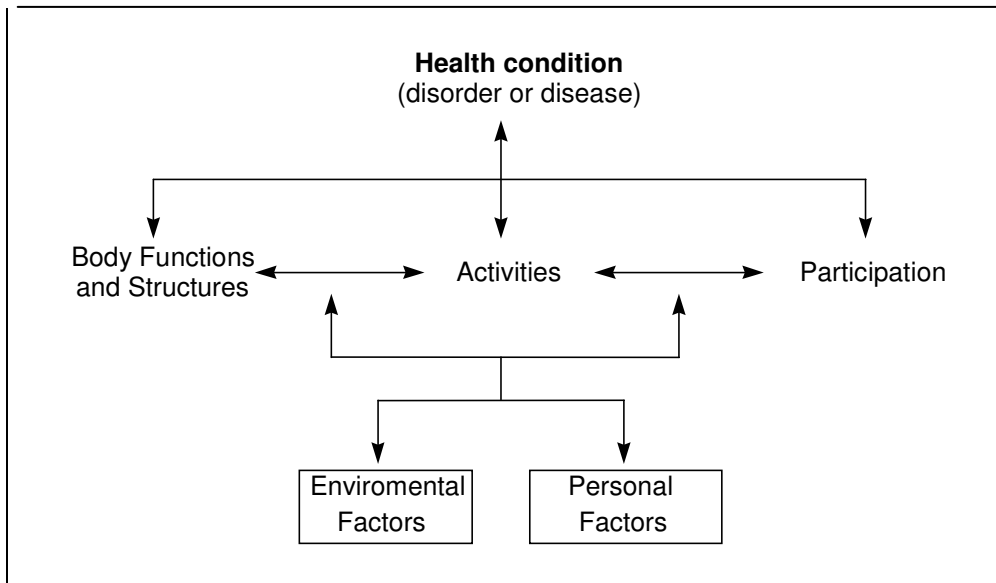 Health condition
(disorder or disease)
Body Functions
and Structures
Activities
Participation
Enviromental
Factors
Personal
Factors